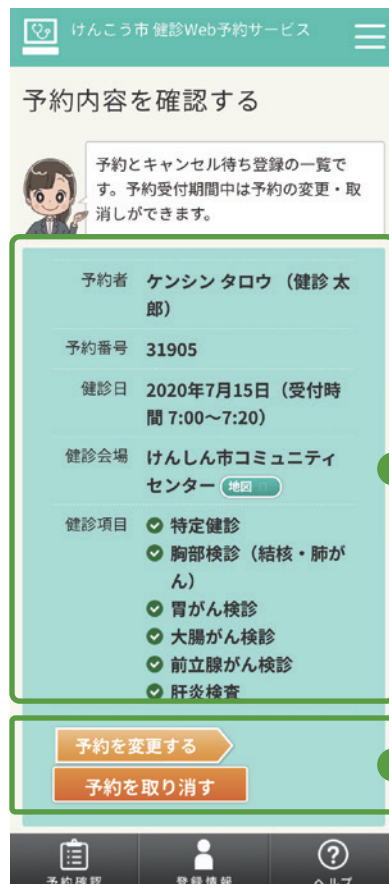 けんこう市 健診Web予約サービス
予約内容を確認する
予約とキャンセル待ち登録の一覧で
す。予約受付期間中は予約の変更・取
消しができます。
予約者 ケンシン タロウ （健診 太
郎）
予約番号 31905
健診日 2020年7月15日（受付時
間 7:00～7:20）
健診会場 けんしん市コミュニティ
センター 地図
健診項目 特定健診
胸部検診（結核・肺が
ん）
胃がん検診
大腸がん検診
前立腺がん検診
肝炎検査
予約を変更する
予約を取り消す
予約確認 登録情報 ヘルプ